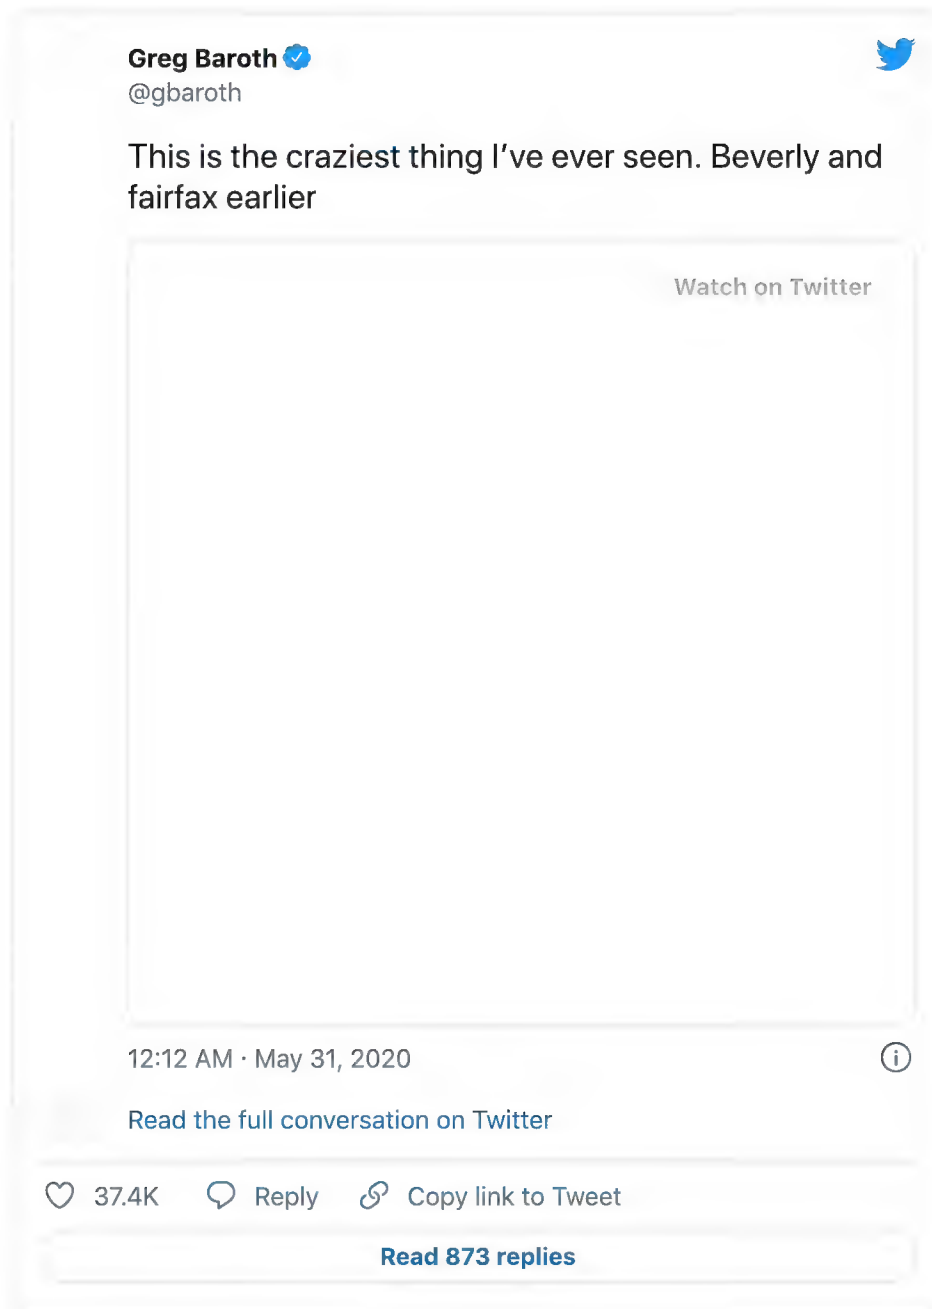 Greg Baroth
@gbaroth
This is the craziest thing I've ever seen. Beverly and
fairfax earlier
Watch on Twitter
12:12 AM · May 31, 2020
Read the full conversation on Twitter
37.4K Reply Copy link to Tweet
Read 873 replies